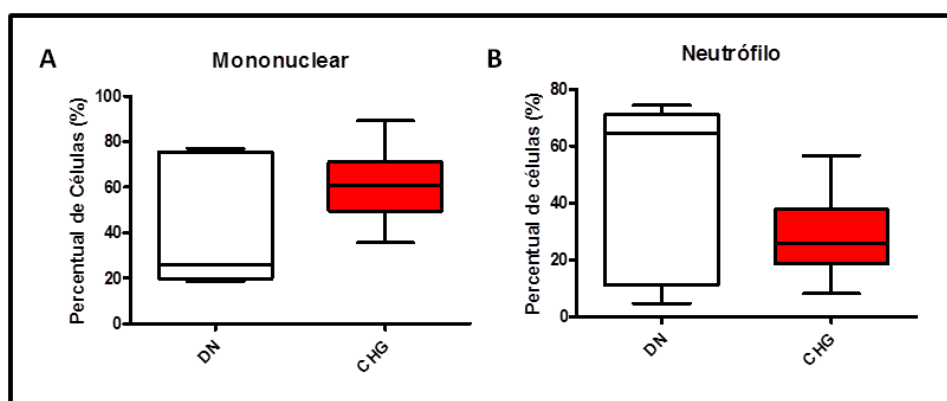 A
Mononuclear
Percentual de Células (%)
100
80
60
40
20
0
DN
CHG
B
Neutrófilo
Percentual de células (%)
80
60
40
20
0
DN
CHG